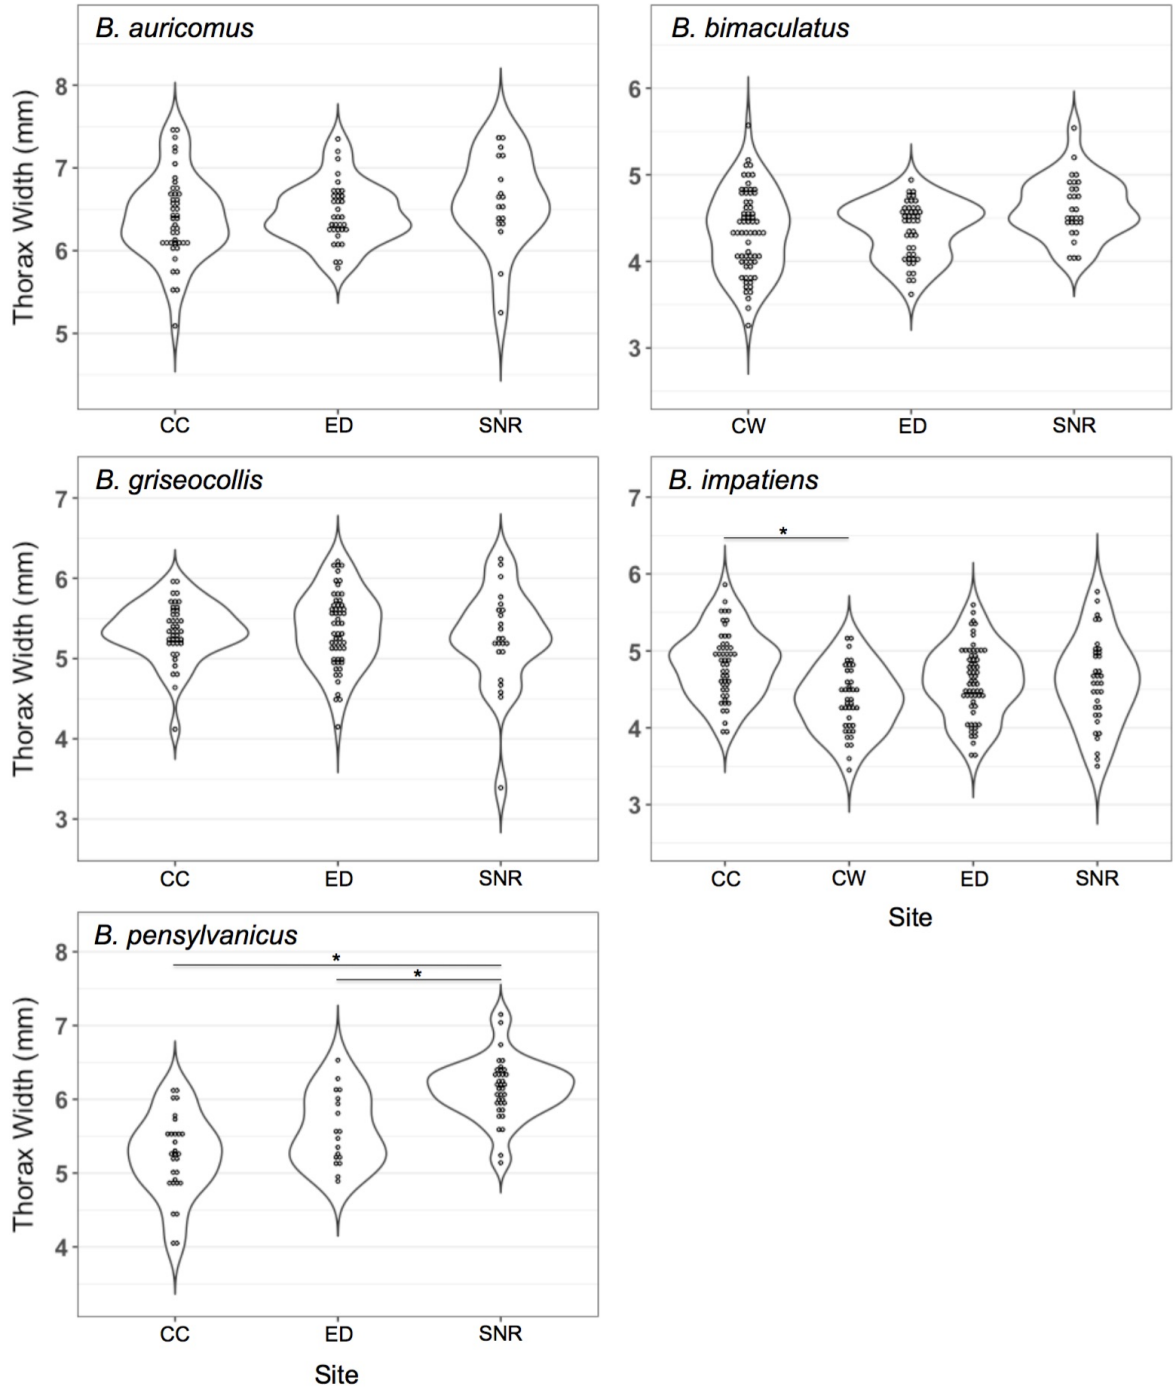 B. auricomus
Thorax Width (mm)
8
7
6
5
CC ED SNR
B. bimaculatus
6
5
4
3
CW ED SNR
B. griseocollis
Thorax Width (mm)
7
6
5
4
3
CC ED SNR
B. impatiens
*
7
6
5
4
3
CC CW ED SNR
Site
B. pensylvanicus
*
*
Thorax Width (mm)
8
7
6
5
4
CC ED SNR
Site